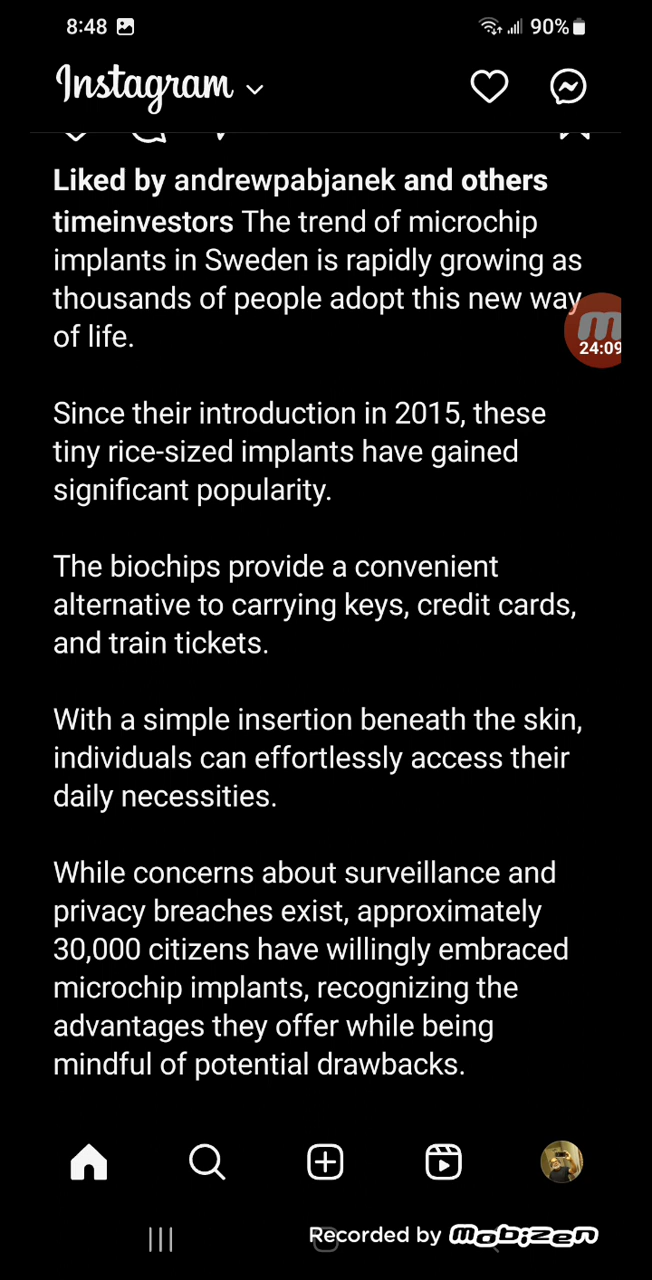 8:48 90%
Instagram
Liked by andrewpabjanek and others
timeinvestors The trend of microchip
implants in Sweden is rapidly growing as
thousands of people adopt this new way
of life.
m
24:09
Since their introduction in 2015, these
tiny rice-sized implants have gained
significant popularity.
The biochips provide a convenient
alternative to carrying keys, credit cards,
and train tickets.
With a simple insertion beneath the skin,
individuals can effortlessly access their
daily necessities.
While concerns about surveillance and
privacy breaches exist, approximately
30,000 citizens have willingly embraced
microchip implants, recognizing the
advantages they offer while being
mindful of potential drawbacks.
Recorded by mobizen